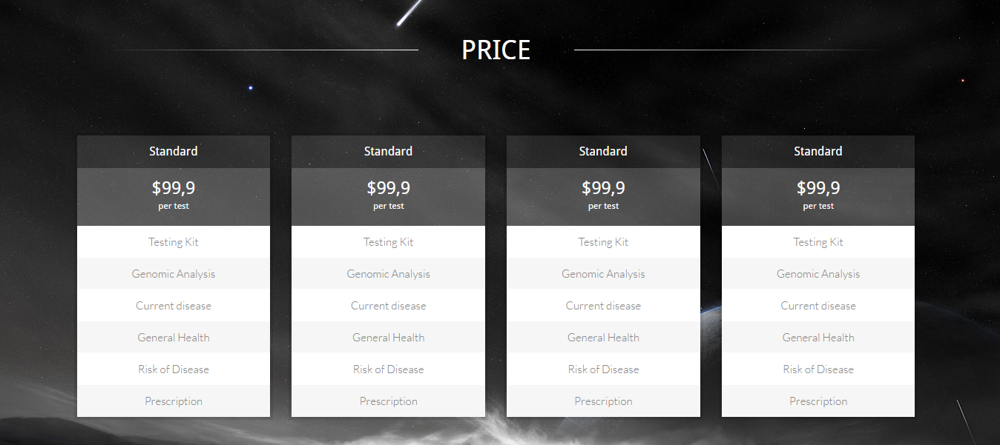 PRICE
Standard
$99,9
per test
Testing Kit
Genomic Analysis
Current disease
General Health
Risk of Disease
Prescription
Standard
$99,9
per test
Testing Kit
Genomic Analysis
Current disease
General Health
Risk of Disease
Prescription
Standard
$99,9
per test
Testing Kit
Genomic Analysis
Current disease
General Health
Risk of Disease
Prescription
Standard
$99,9
per test
Testing Kit
Genomic Analysis
Current disease
General Health
Risk of Disease
Prescription